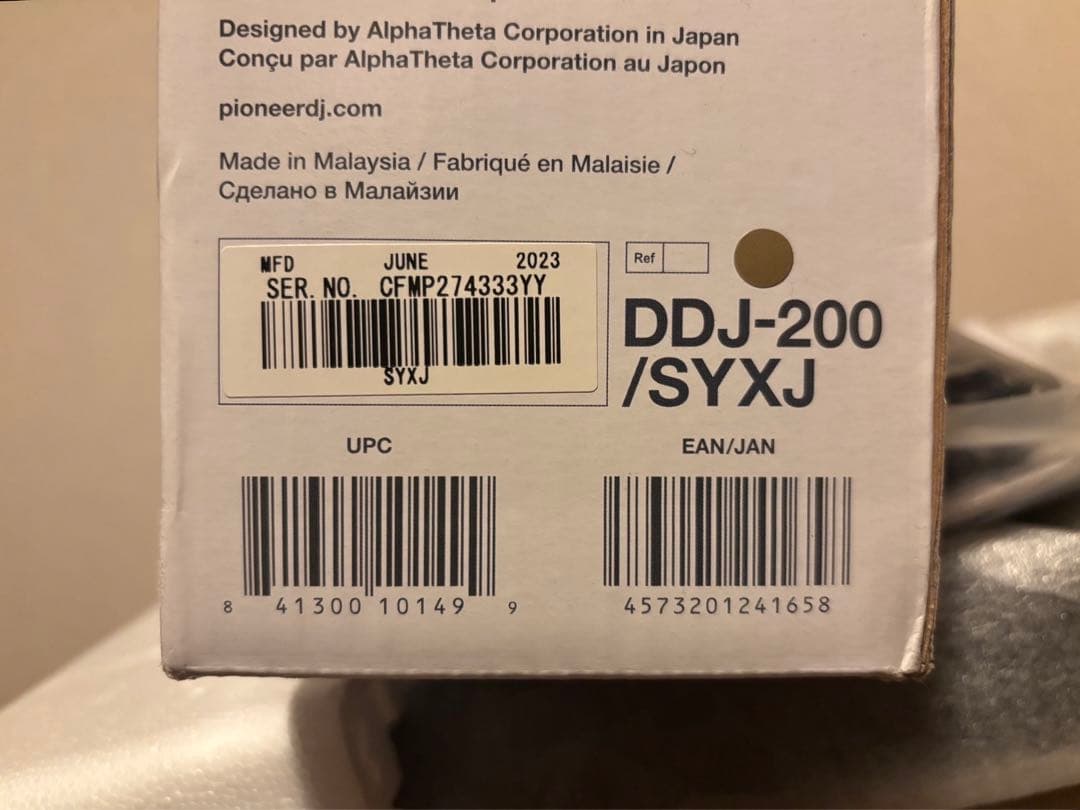 Designed by AlphaTheta Corporation in Japan
Conçu par AlphaTheta Corporation au Japon
pioneerdj.com
Made in Malaysia / Fabriqué en Malaisie /
Сделано в Малайзии
MFD JUNE 2023
SER. NO. CFMP274333YY
SYXJ
Ref
DDJ-200
/SYXJ
UPC
8 41300 10149 9
EAN/JAN
4573201241658